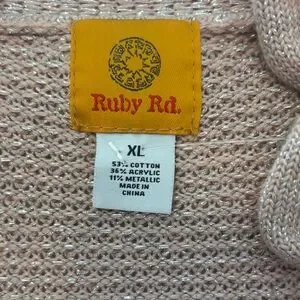 Ruby Rd.
XL
53% COTTON
36% ACRYLIC
11% METALLIC
MADE IN
CHINA